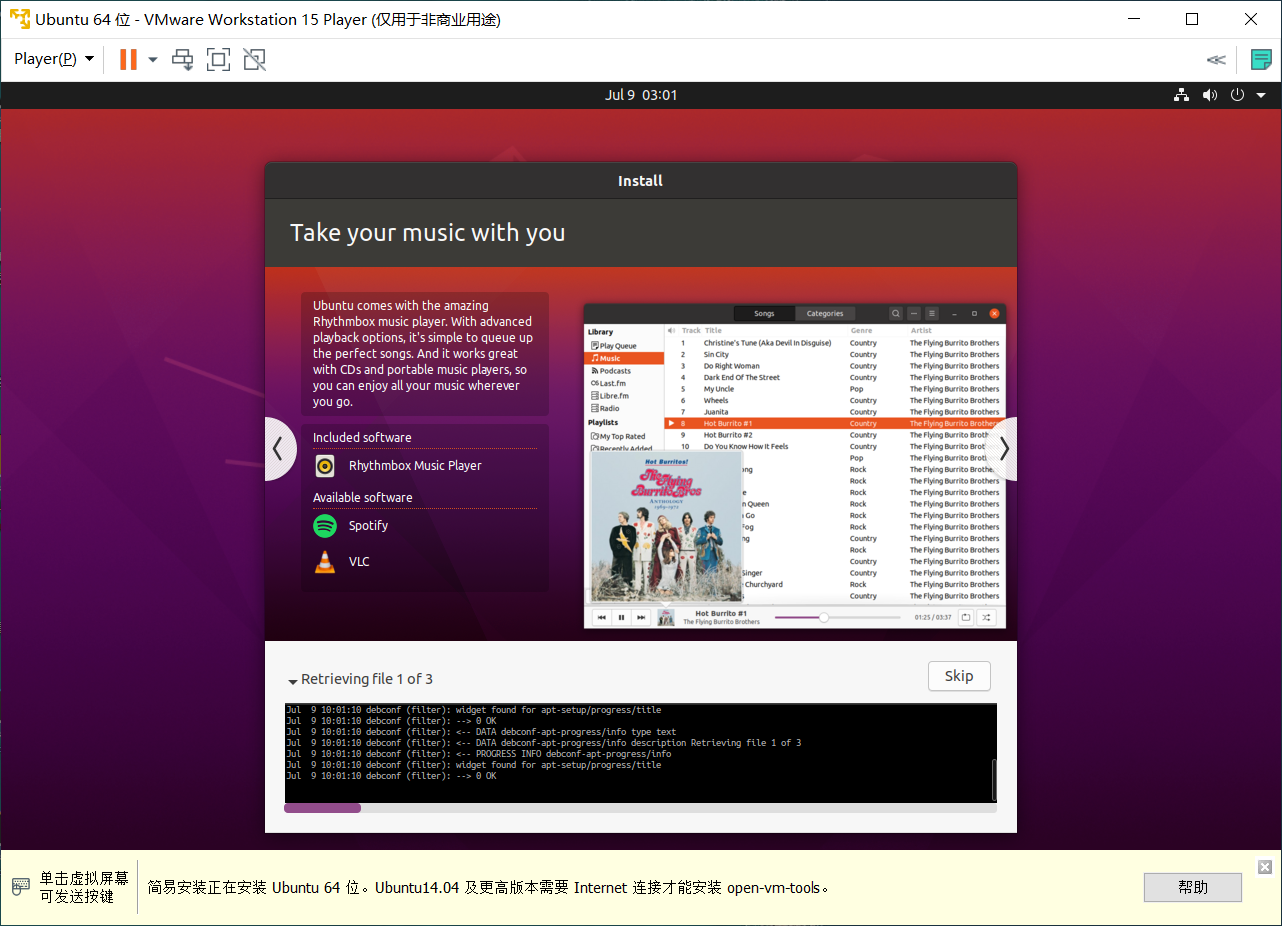 Ubuntu 64 位 - VMware Workstation 15 Player (仅用于非商业用途)
Player(P)
Jul 9 03:01
Install
Take your music with you
Ubuntu comes with the amazing
Rhythmbox music player. With advanced
playback options, it's simple to queue up
the perfect songs. And it works great
with CDs and portable music players, so
you can enjoy all your music wherever
you go.
Included software
Rhythmbox Music Player
Available software
Spotify
VLC
Songs Categories
Library
Play Queue
Music
Podcasts
Last.fm
Libre.fm
Radio
Playlists
My Top Rated
Recently Added
Track Title Genre Artist
1 Christine's Tune (Aka Devil In Disguise) Country The Flying Burrito Brothers
2 Sin City Country The Flying Burrito Brothers
3 Do Right Woman Country The Flying Burrito Brothers
4 Dark End Of The Street Country The Flying Burrito Brothers
5 My Uncle Pop The Flying Burrito Brothers
6 Wheels Country The Flying Burrito Brothers
7 Juanita Country The Flying Burrito Brothers
8 Hot Burrito #1 Country The Flying Burrito Brothers
9 Hot Burrito #2 Country The Flying Burrito Brothers
10 Do You Know How It Feels Country The Flying Burrito Brothers
Pop The Flying Burrito Brothers
ng Rock The Flying Burrito Brothers
Rock The Flying Burrito Brothers
e Rock The Flying Burrito Brothers
n Queen Country The Flying Burrito Brothers
Go Country The Flying Burrito Brothers
Fog Country The Flying Burrito Brothers
ng Country The Flying Burrito Brothers
Rock The Flying Burrito Brothers
Country The Flying Burrito Brothers
Singer Country The Flying Burrito Brothers
e Churchyard Rock The Flying Burrito Brothers
Country The Flying Burrito Brothers
Hot Burritos!
The Flying
Burrito Bros
ANTHOLOGY
1969-1972
Hot Burrito #1
The Flying Burrito Brothers
01:25 / 03:37
Retrieving file 1 of 3
Skip
Jul 9 10:01:10 debconf (filter): widget found for apt-setup/progress/title
Jul 9 10:01:10 debconf (filter): --> 0 OK
Jul 9 10:01:10 debconf (filter): <-- DATA debconf-apt-progress/info type text
Jul 9 10:01:10 debconf (filter): <-- DATA debconf-apt-progress/info description Retrieving file 1 of 3
Jul 9 10:01:10 debconf (filter): <-- PROGRESS INFO debconf-apt-progress/info
Jul 9 10:01:10 debconf (filter): widget found for apt-setup/progress/title
Jul 9 10:01:10 debconf (filter): --> 0 OK
单击虚拟屏幕
可发送按键
简易安装正在安装 Ubuntu 64 位。Ubuntu14.04 及更高版本需要 Internet 连接才能安装 open-vm-tools。
帮助